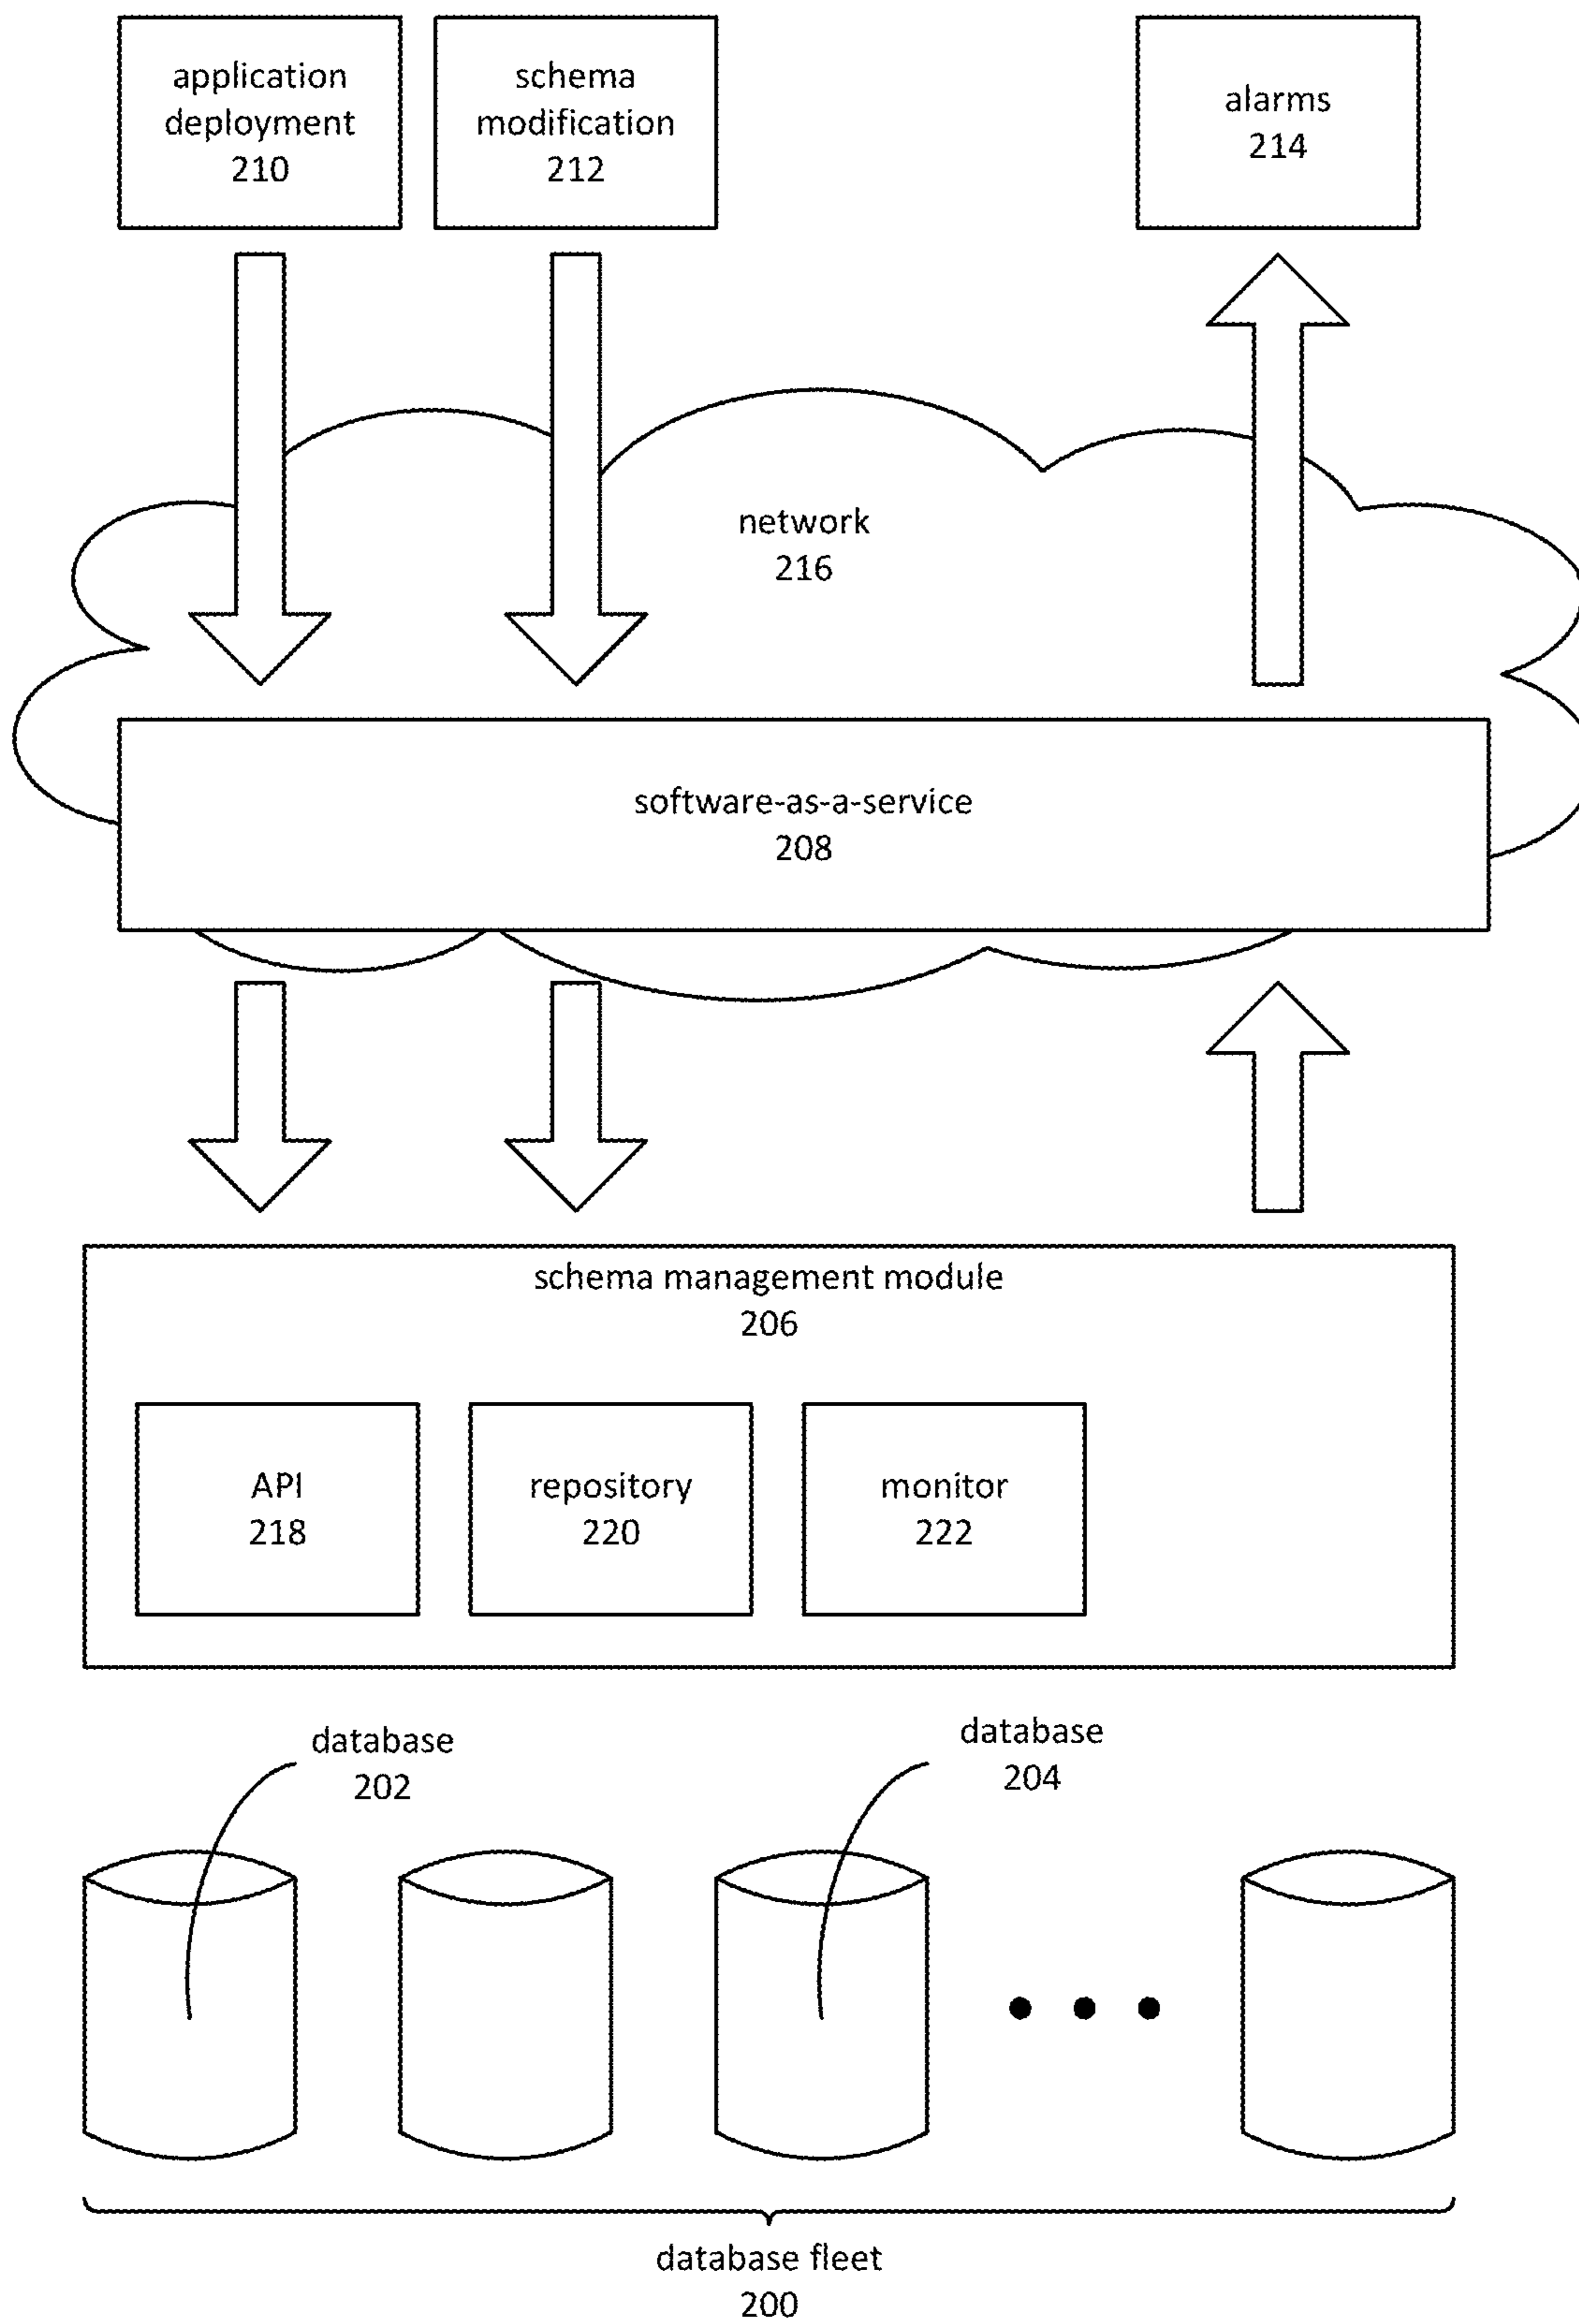 application
deployment
210
schema
modification
212
alarms
214
network
216
software-as-a-service
208
schema management module
206
API
218
repository
220
monitor
222
database
202
database
204
database fleet
200